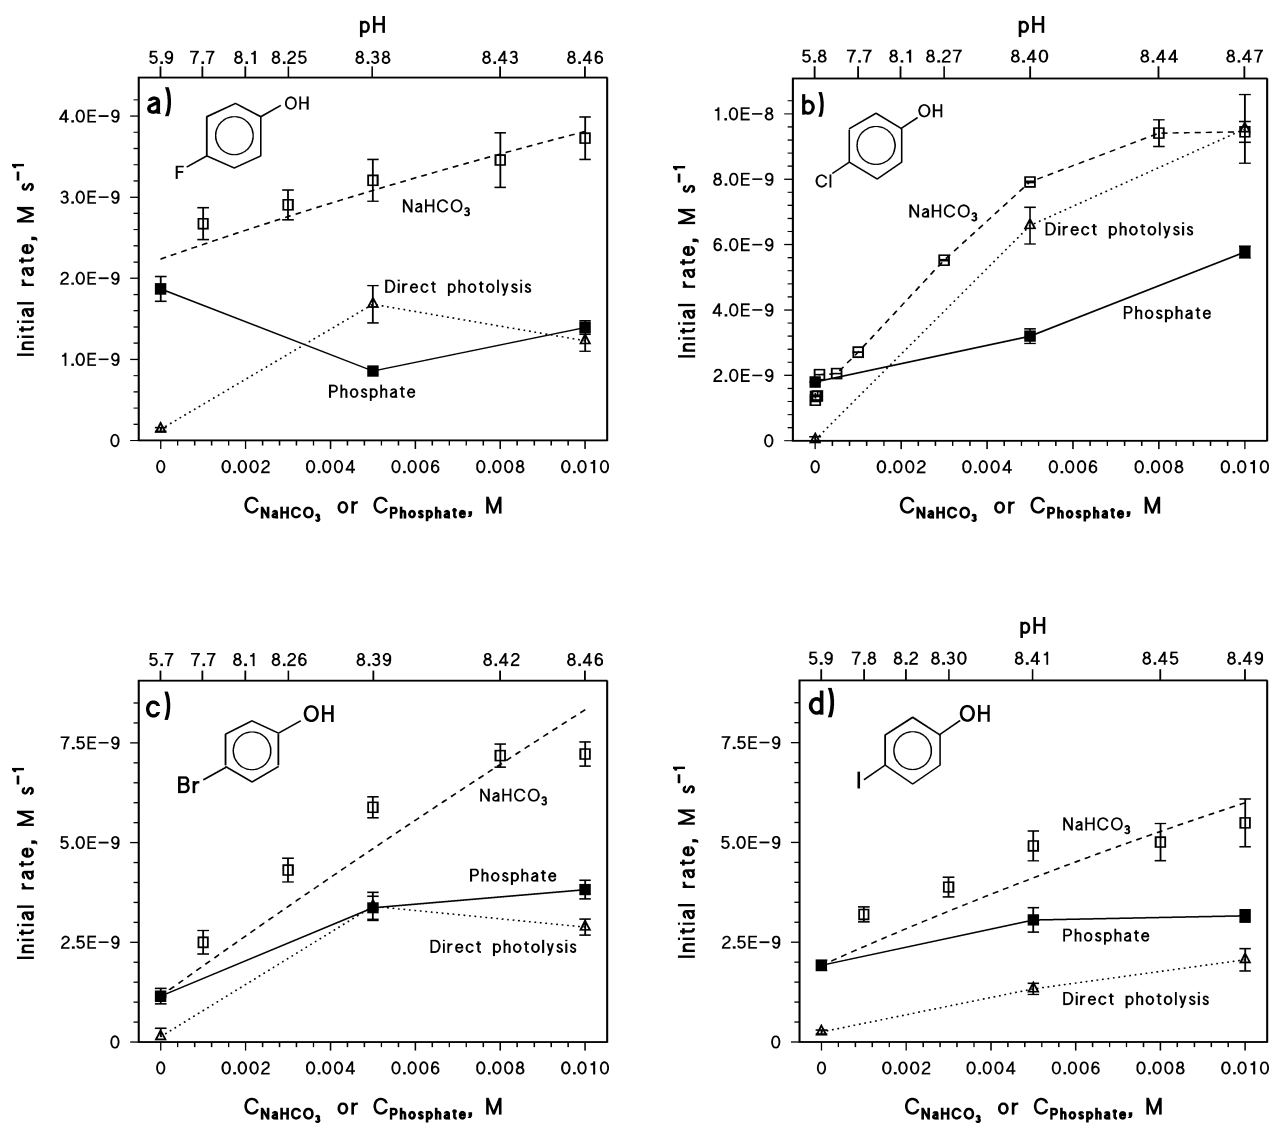 pH
5.9 7.7 8.1 8.25 8.38 8.43 8.46
a)
OH
F
4.0E−9
3.0E−9
2.0E−9
1.0E−9
0
Initial rate, M s−1
NaHCO3
Direct photolysis
Phosphate
0 0.002 0.004 0.006 0.008 0.010
CNaHCO3 or CPhosphate, M
pH
5.8 7.7 8.1 8.27 8.40 8.44 8.47
b)
OH
Cl
1.0E−8
8.0E−9
6.0E−9
4.0E−9
2.0E−9
0
Initial rate, M s−1
NaHCO3
Direct photolysis
Phosphate
0 0.002 0.004 0.006 0.008 0.010
CNaHCO3 or CPhosphate, M
5.7 7.7 8.1 8.26 8.39 8.42 8.46
c)
OH
Br
7.5E−9
5.0E−9
2.5E−9
0
Initial rate, M s−1
NaHCO3
Phosphate
Direct photolysis
0 0.002 0.004 0.006 0.008 0.010
CNaHCO3 or CPhosphate, M
pH
5.9 7.8 8.2 8.30 8.41 8.45 8.49
d)
OH
I
7.5E−9
5.0E−9
2.5E−9
0
Initial rate, M s−1
NaHCO3
Phosphate
Direct photolysis
0 0.002 0.004 0.006 0.008 0.010
CNaHCO3 or CPhosphate, M